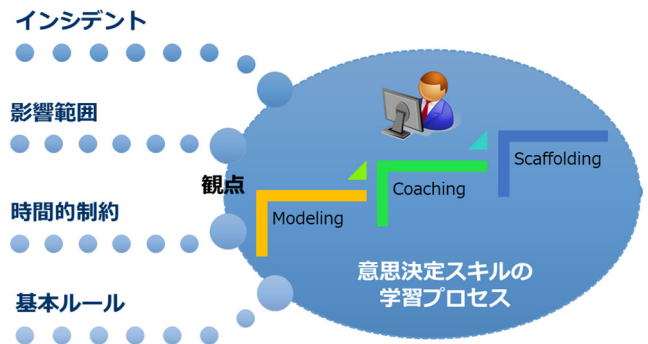 インシデント
影響範囲
観点
時間的制約
基本ルール
Modeling
Coaching
Scaffolding
意思決定スキルの
学習プロセス